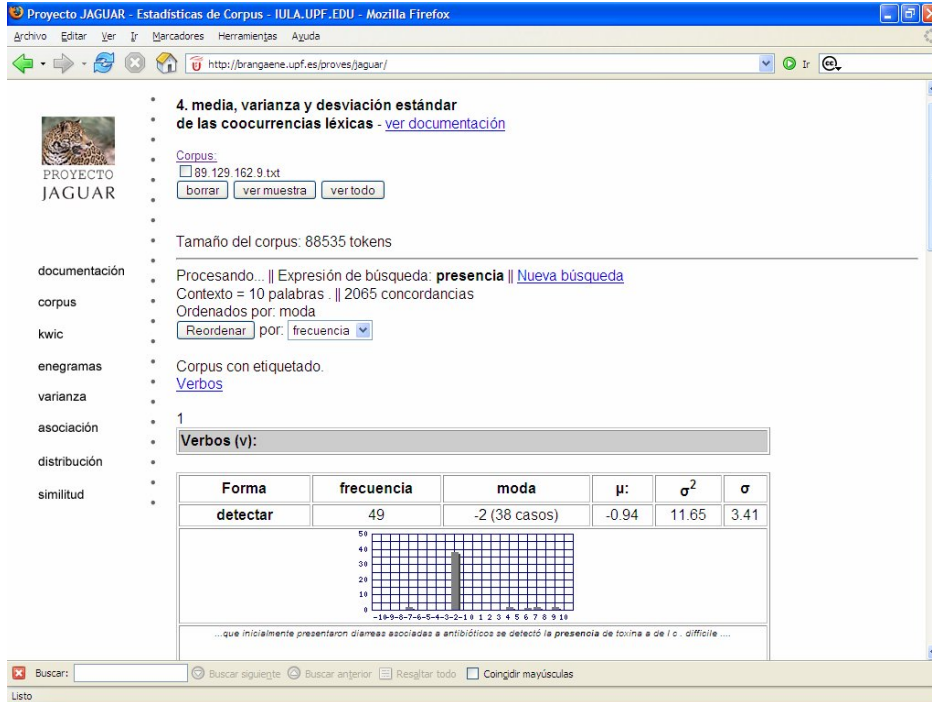 Proyecto JAGUAR - Estadísticas de Corpus - IULA.UPF.EDU - Mozilla Firefox
Archivo Editar Ver Ir Marcadores Herramientas Ayuda
http://brangaene.upf.es/proves/jaguar/ Ir
PROYECTO
JAGUAR
documentación
corpus
kwic
enegramas
varianza
asociación
distribución
similitud
4. media, varianza y desviación estándar
de las coocurrencias léxicas - ver documentación
Corpus:
89.129.162.9.txt
borrar ver muestra ver todo
Tamaño del corpus: 88535 tokens
Procesando... || Expresión de búsqueda: presencia || Nueva búsqueda
Contexto = 10 palabras . || 2065 concordancias
Ordenados por: moda
Reordenar por: frecuencia
Corpus con etiquetado.
Verbos
1
Verbos (v):
Forma frecuencia moda µ: σ2 σ
detectar 49 -2 (38 casos) -0.94 11.65 3.41
50
40
30
20
10
0
-10-9-8-7-6-5-4-3-2-1 0 1 2 3 4 5 6 7 8 9 10
...que inicialmente presentaron diarreas asociadas a antibióticos se detectó la presencia de toxina a de l c . difficile ....
Buscar: Buscar siguiente Buscar anterior Resaltar todo Coincidir mayúsculas
Listo